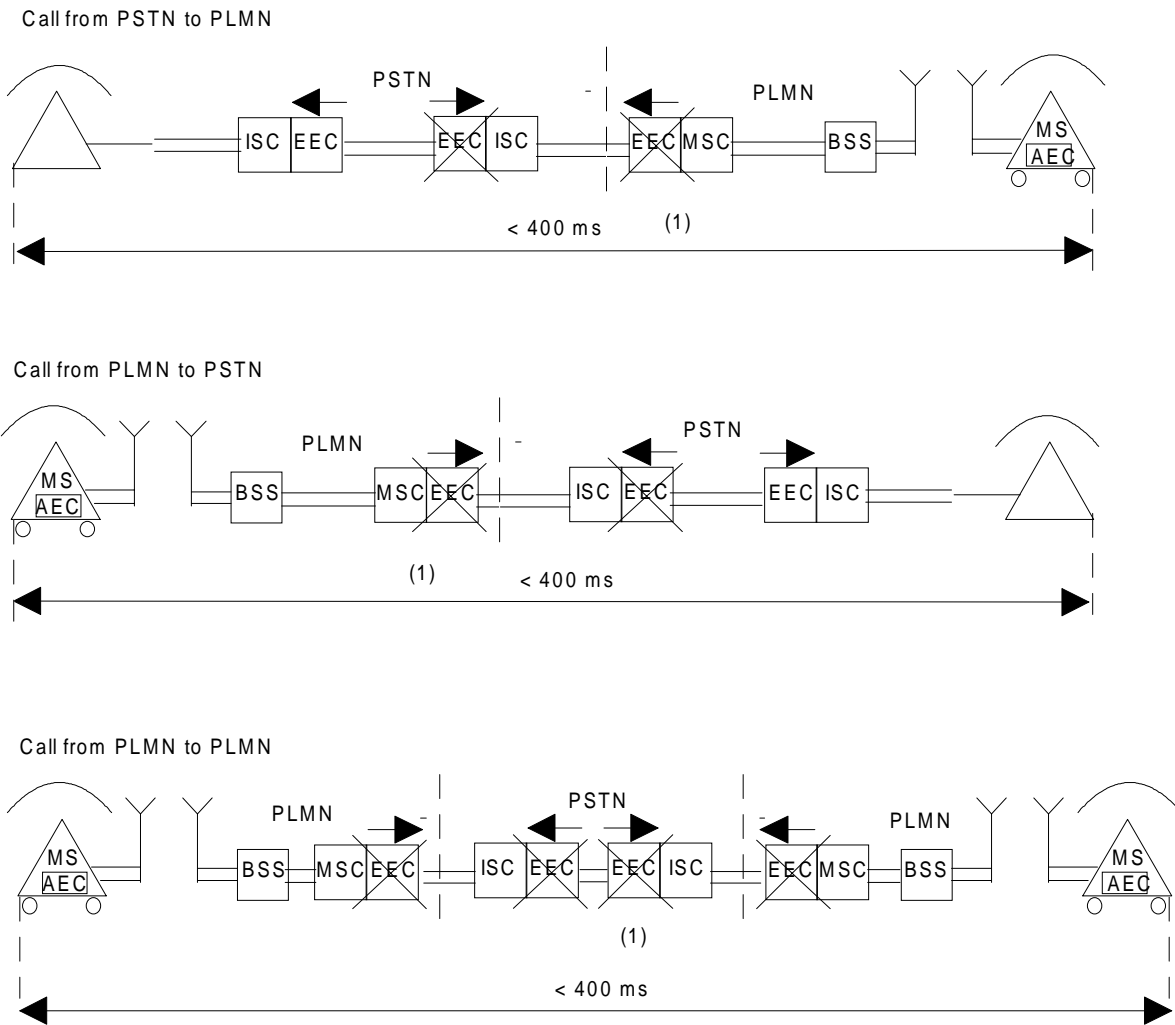 Call from PSTN to PLMN
PSTN
PLMN
ISC EEC EEC ISC EEC MSC BSS MS
AEC
< 400 ms (1)
Call from PLMN to PSTN
PLMN
PSTN
MS
AEC
BSS MSC EEC ISC EEC EEC ISC
(1) < 400 ms
Call from PLMN to PLMN
PLMN
PSTN
PLMN
MS
AEC
BSS MSC EEC ISC EEC EEC ISC EEC MSC BSS
MS
AEC
(1)
< 400 ms